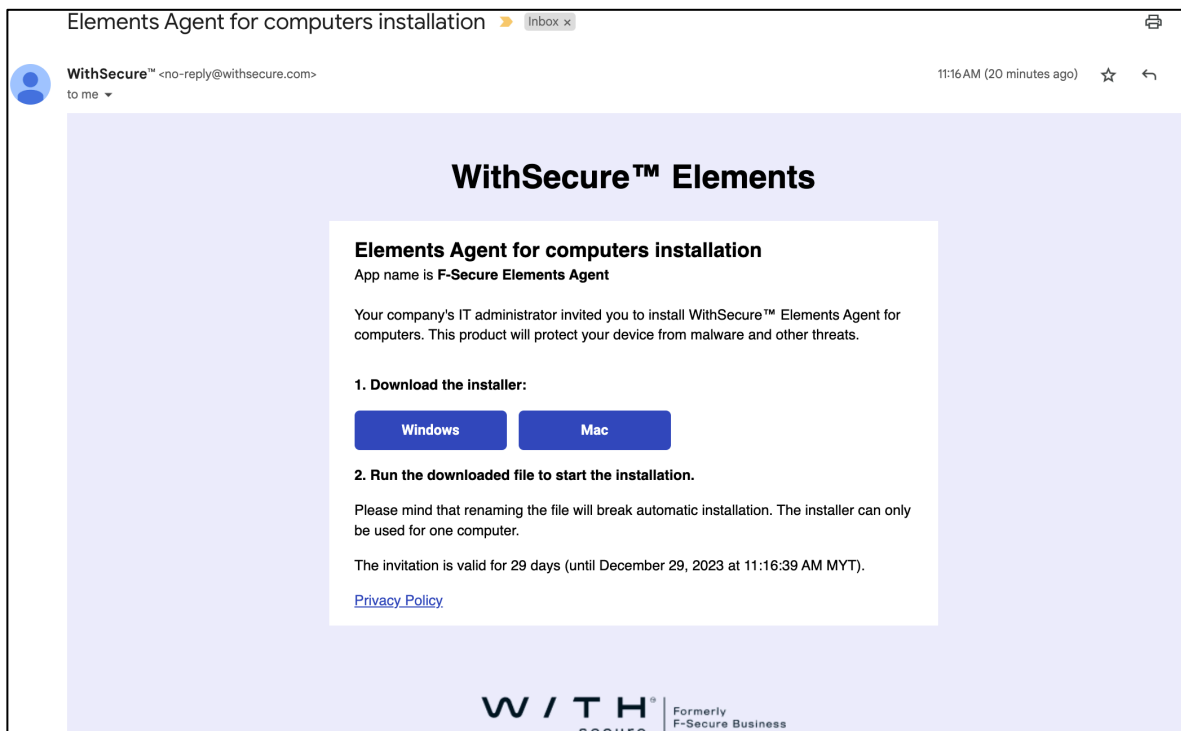 Elements Agent for computers installation Inbox x
WithSecure™ <no-reply@withsecure.com> 11:16 AM (20 minutes ago)
to me
WithSecure™ Elements
Elements Agent for computers installation
App name is F-Secure Elements Agent
Your company's IT administrator invited you to install WithSecure™ Elements Agent for
computers. This product will protect your device from malware and other threats.
1. Download the installer:
Windows Mac
2. Run the downloaded file to start the installation.
Please mind that renaming the file will break automatic installation. The installer can only
be used for one computer.
The invitation is valid for 29 days (until December 29, 2023 at 11:16:39 AM MYT).
Privacy Policy
W / T H® Formerly
secure F-Secure Business